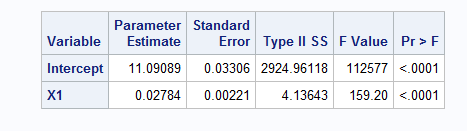 Variable Parameter Estimate Standard Error Type II SS F Value Pr > F
Intercept 11.09089 0.03306 2924.96118 112577 <.0001
X1 0.02784 0.00221 4.13643 159.20 <.0001